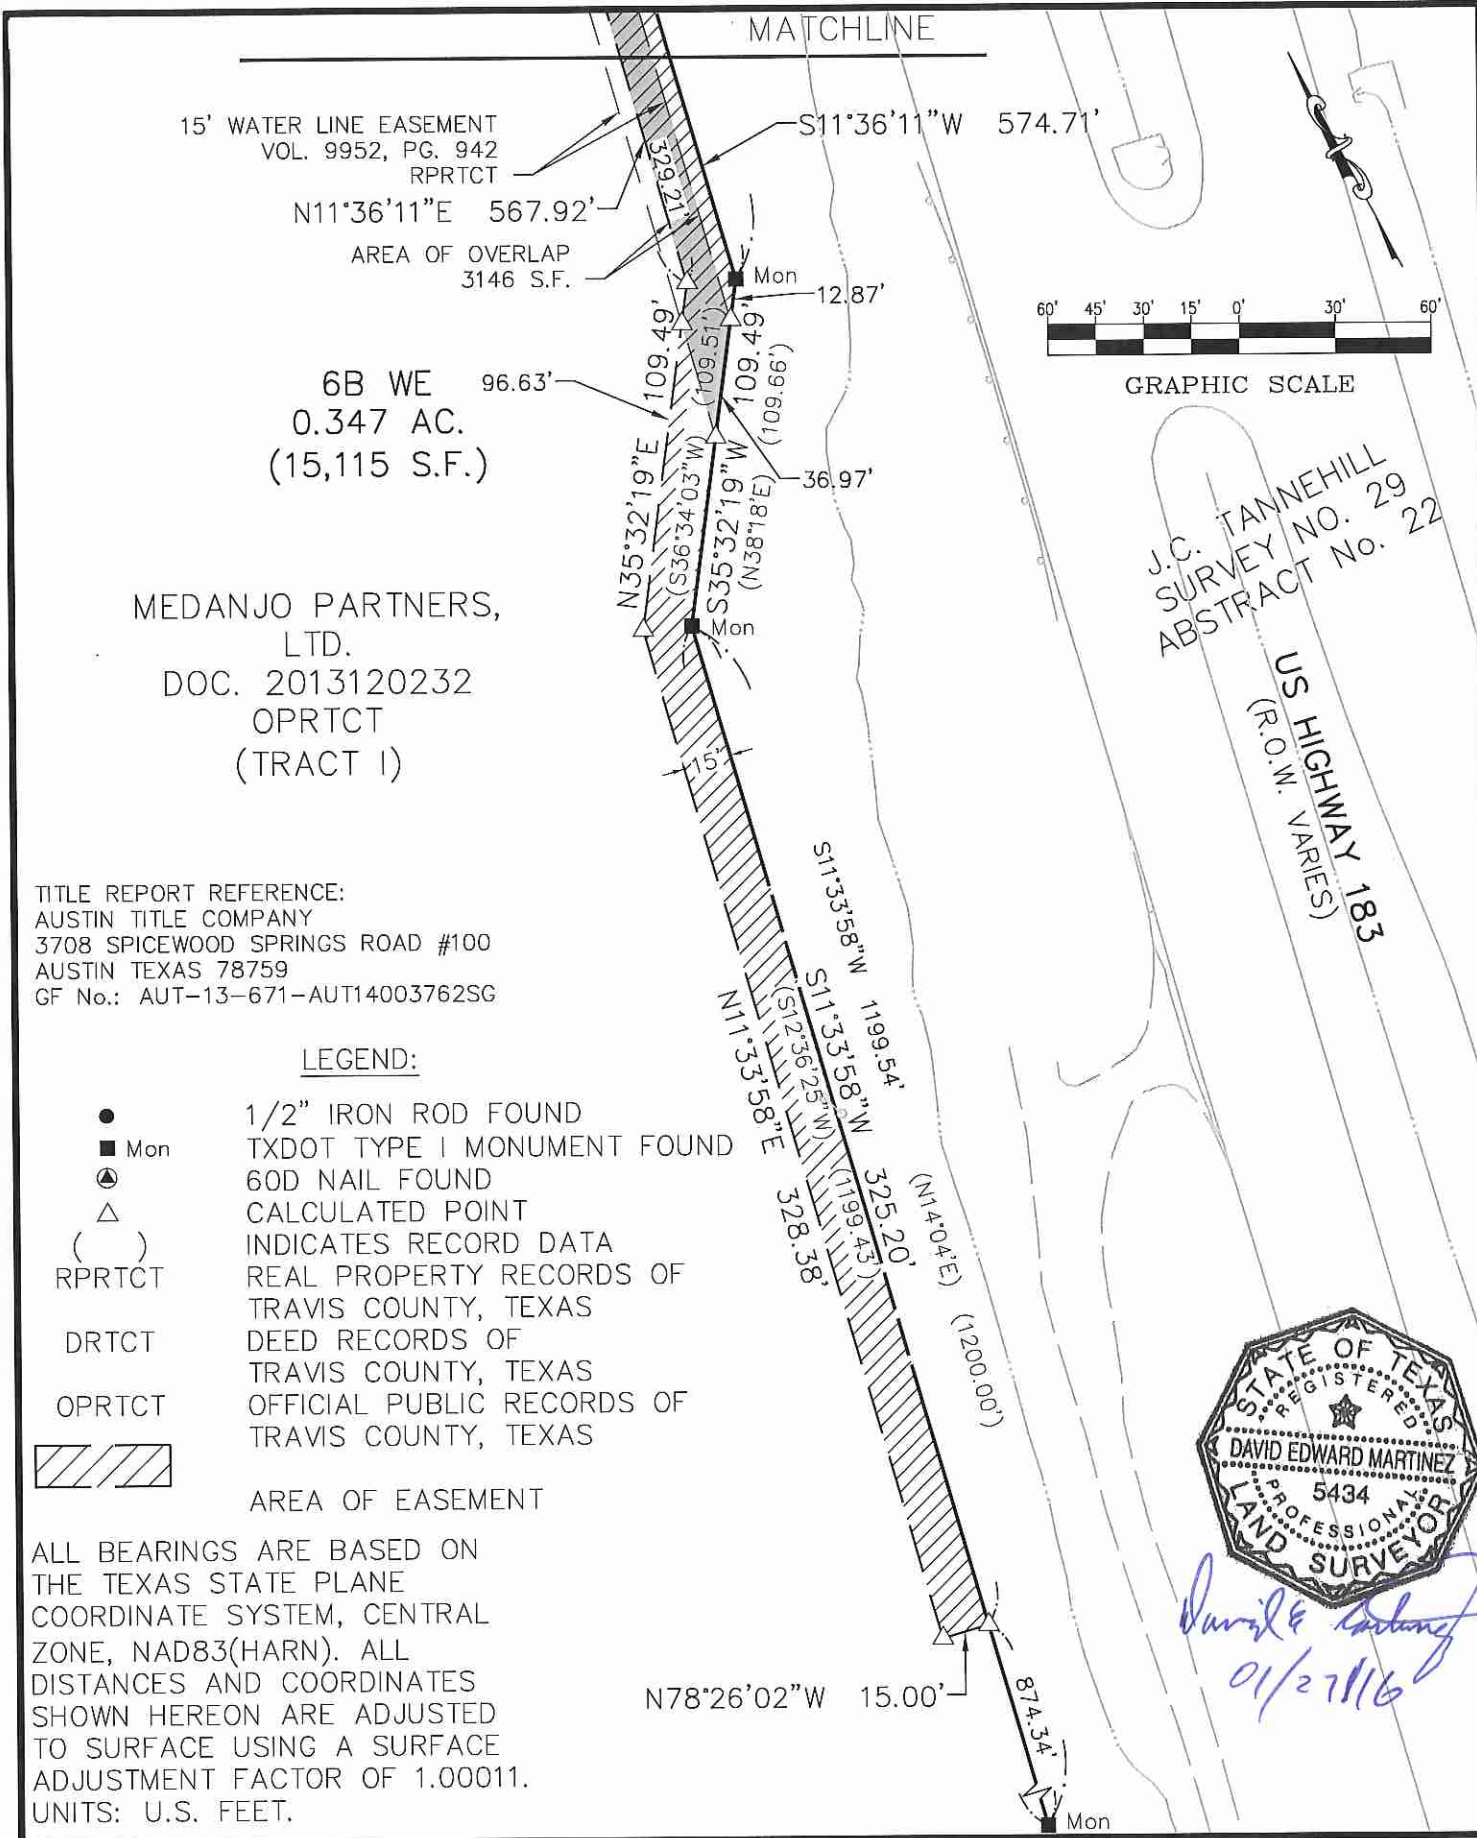 MATCHLINE
15' WATER LINE EASEMENT
VOL. 9952, PG. 942
RPRTCT
S11°36'11"W 574.71'
N11°36'11"E 567.92'
329.21'
AREA OF OVERLAP
3146 S.F.
Mon
12.87'
60' 45' 30' 15' 0' 30' 60'
GRAPHIC SCALE
6B WE
0.347 AC.
(15,115 S.F.)
96.63'
N35°32'19"E 109.49'
(S36°34'03"W) (109.51')
S35°32'19"W 109.49'
(N38°18'E) (109.66')
36.97'
J.C. TANNEHILL
SURVEY NO. 29
ABSTRACT No. 22
MEDANJO PARTNERS,
LTD.
DOC. 2013120232
OPRTCT
(TRACT I)
Mon
15'
US HIGHWAY 183
(R.O.W. VARIES)
TITLE REPORT REFERENCE:
AUSTIN TITLE COMPANY
3708 SPICEWOOD SPRINGS ROAD #100
AUSTIN TEXAS 78759
GF No.: AUT-13-671-AUT14003762SG
S11°33'58"W 1199.54'
S11°33'58"W 325.20'
(S12°36'25"W) (1199.43')
N11°33'58"E 328.38'
(N14°04'E) (1200.00')
LEGEND:
1/2" IRON ROD FOUND
Mon TXDOT TYPE I MONUMENT FOUND
60D NAIL FOUND
CALCULATED POINT
( ) INDICATES RECORD DATA
RPRTCT REAL PROPERTY RECORDS OF
TRAVIS COUNTY, TEXAS
DRTCT DEED RECORDS OF
TRAVIS COUNTY, TEXAS
OPRTCT OFFICIAL PUBLIC RECORDS OF
TRAVIS COUNTY, TEXAS
AREA OF EASEMENT
ALL BEARINGS ARE BASED ON
THE TEXAS STATE PLANE
COORDINATE SYSTEM, CENTRAL
ZONE, NAD83(HARN). ALL
DISTANCES AND COORDINATES
SHOWN HEREON ARE ADJUSTED
TO SURFACE USING A SURFACE
ADJUSTMENT FACTOR OF 1.00011.
UNITS: U.S. FEET.
N78°26'02"W 15.00'
874.34'
Mon
STATE OF TEXAS
REGISTERED
DAVID EDWARD MARTINEZ
5434
PROFESSIONAL
LAND SURVEYOR
01/27/16